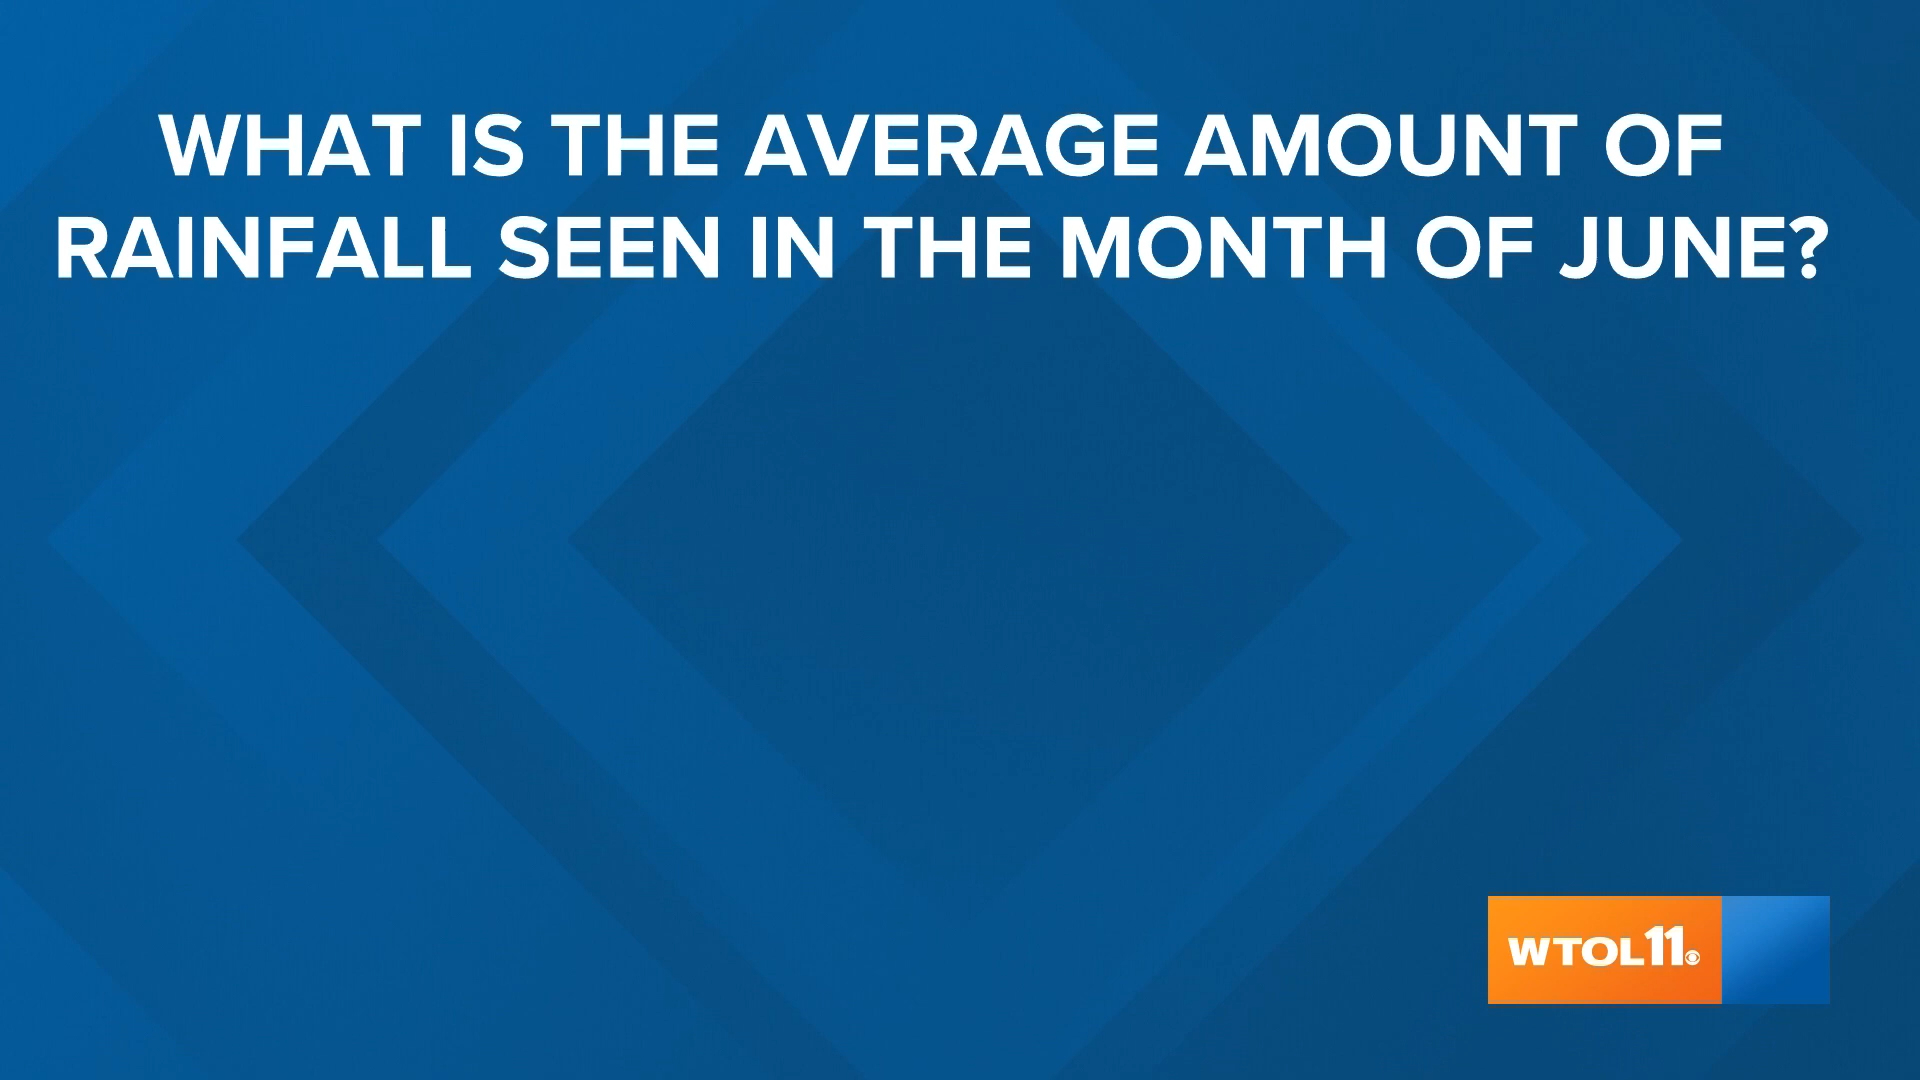 WHAT IS THE AVERAGE AMOUNT OF
RAINFALL SEEN IN THE MONTH OF JUNE?
WTOL11